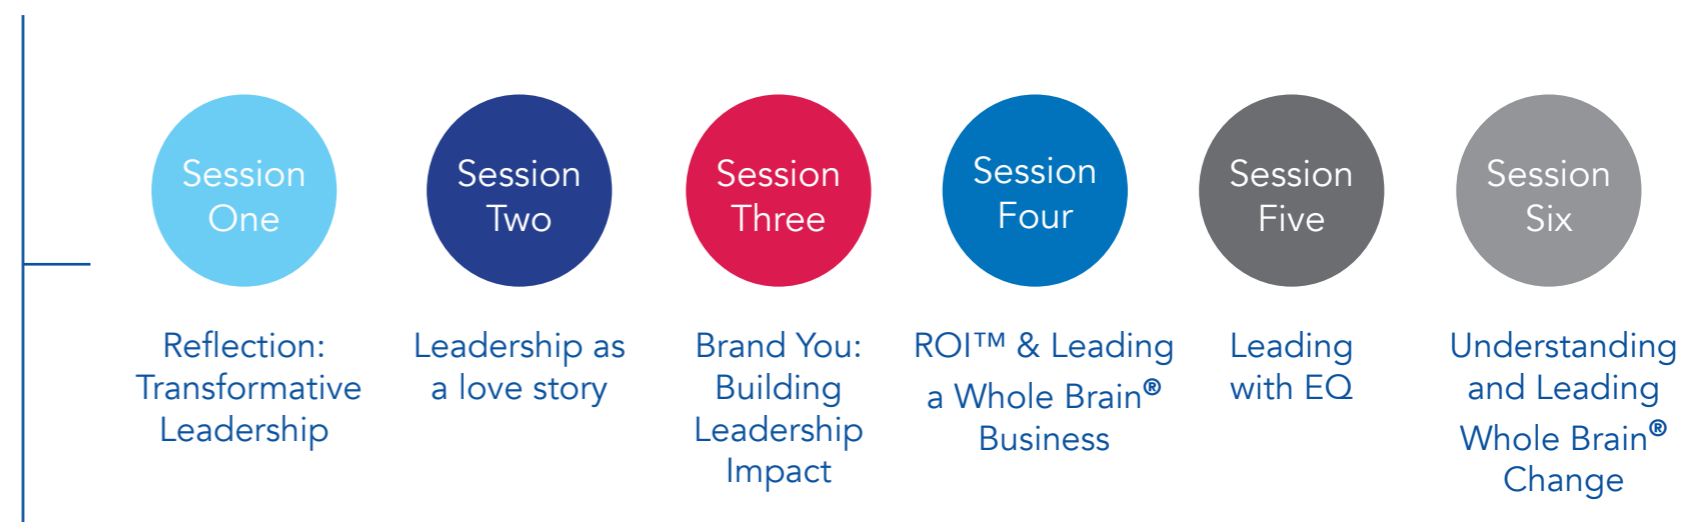 Session
One
Session
Two
Session
Three
Session
Four
Session
Five
Session
Six
Reflection:
Transformative
Leadership
Leadership as
a love story
Brand You:
Building
Leadership
Impact
ROI™ & Leading
a Whole Brain®
Business
Leading
with EQ
Understanding
and Leading
Whole Brain®
Change